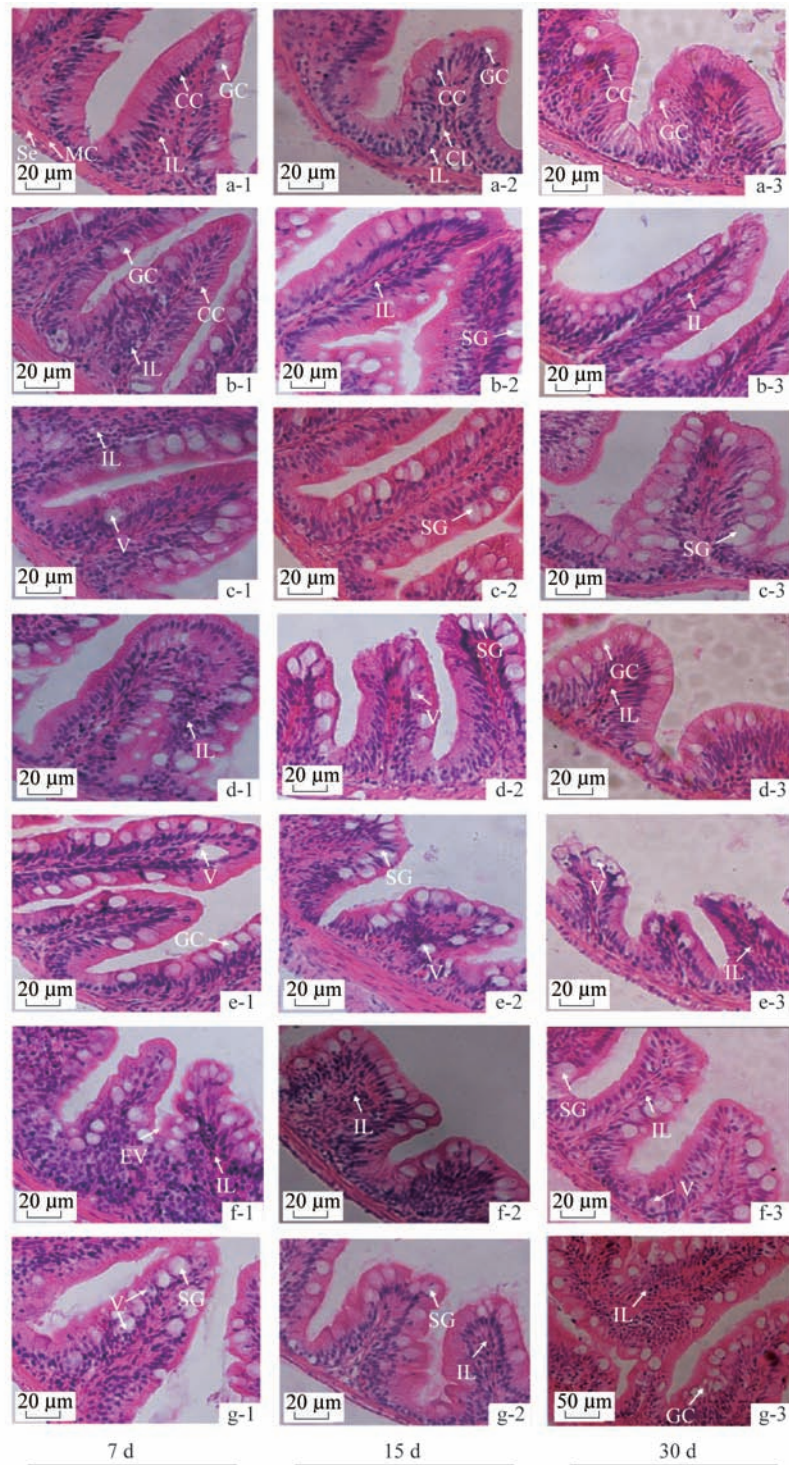 CC GC
Se MC IL
20 µm a-1
GC
CC
CL
IL
20 µm a-2
CC
GC
20 µm a-3
GC
CC
IL
20 µm b-1
IL
SG
20 µm b-2
IL
20 µm b-3
IL
V
20 µm c-1
SG
20 µm c-2
SG
20 µm c-3
IL
20 µm d-1
SG
V
20 µm d-2
GC
IL
20 µm d-3
V
GC
20 µm e-1
SG
V
20 µm e-2
V
IL
20 µm e-3
EV
IL
20 µm f-1
IL
20 µm f-2
SG
IL
V
20 µm f-3
V SG
20 µm g-1
SG
IL
20 µm g-2
IL
GC
50 µm g-3
7 d 15 d 30 d